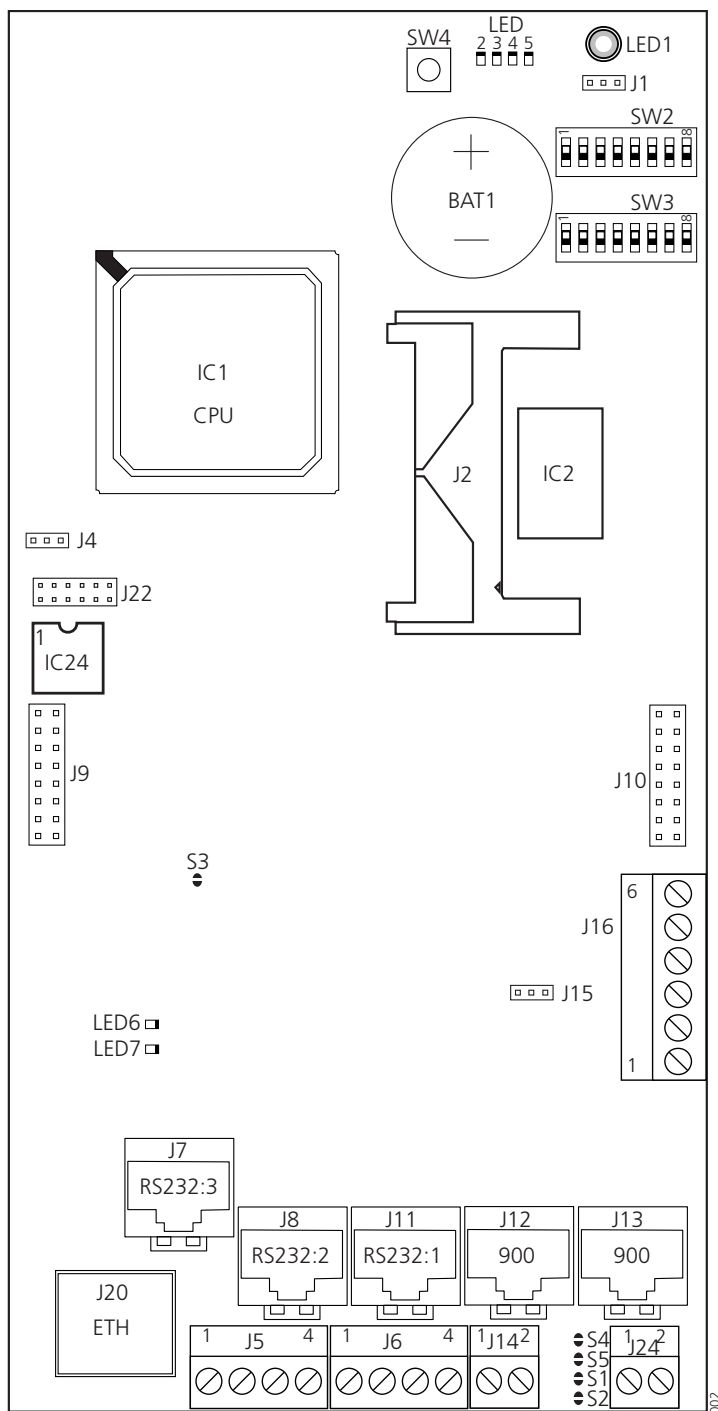 LED
SW4 2 3 4 5 LED1
J1
SW2
1 8
+
BAT1
−
SW3
1 8
IC1
CPU
J2 IC2
J4
J22
1
IC24
J9 J10
S3
6
J16
J15
1
LED6
LED7
J7
RS232:3
J8 J11 J12 J13
RS232:2 RS232:1 900 900
J20
ETH
1 J5 4 1 J6 4 1 J14 2 S4 1 J24 2
S5
S1
S2